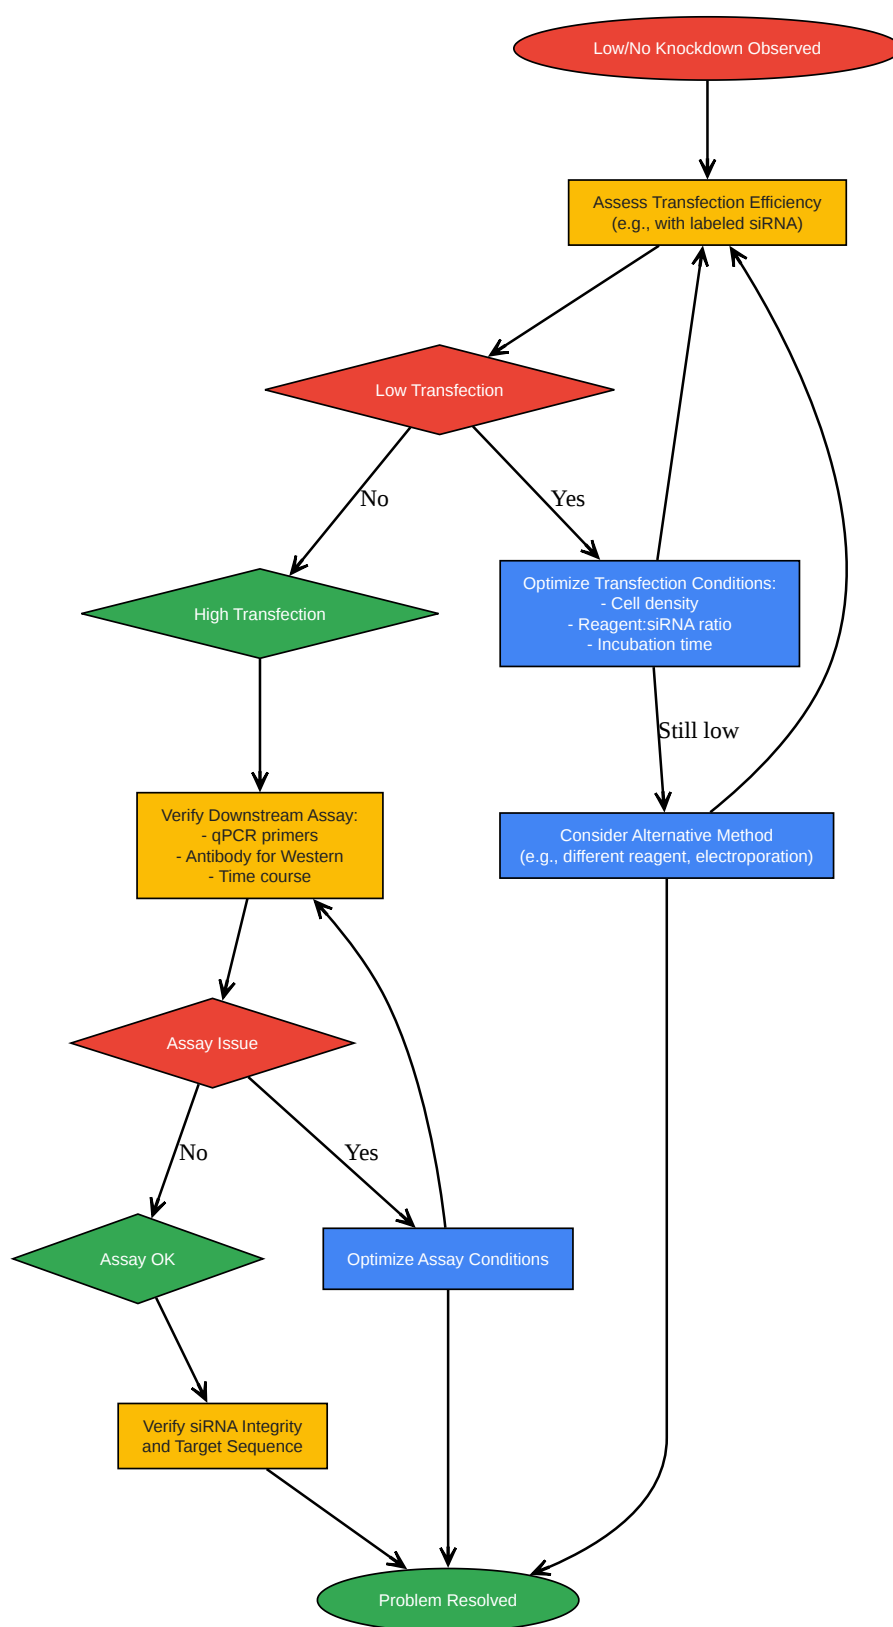 Low/No Knockdown Observed
Assess Transfection Efficiency
(e.g., with labeled siRNA)
Low Transfection
No
Yes
High Transfection
Optimize Transfection Conditions:
- Cell density
- Reagent:siRNA ratio
- Incubation time
Still low
Verify Downstream Assay:
- qPCR primers
- Antibody for Western
- Time course
Consider Alternative Method
(e.g., different reagent, electroporation)
Assay Issue
No
Yes
Assay OK
Optimize Assay Conditions
Verify siRNA Integrity
and Target Sequence
Problem Resolved